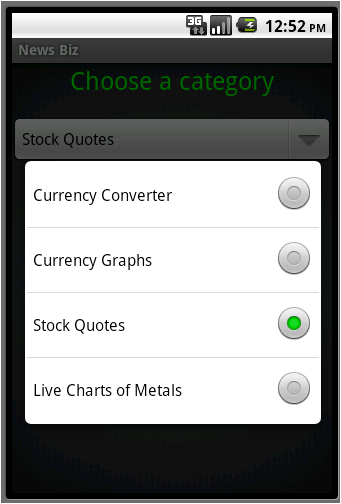 3G 12:52 PM
News Biz
Choose a category
Stock Quotes
Currency Converter
Currency Graphs
Stock Quotes
Live Charts of Metals